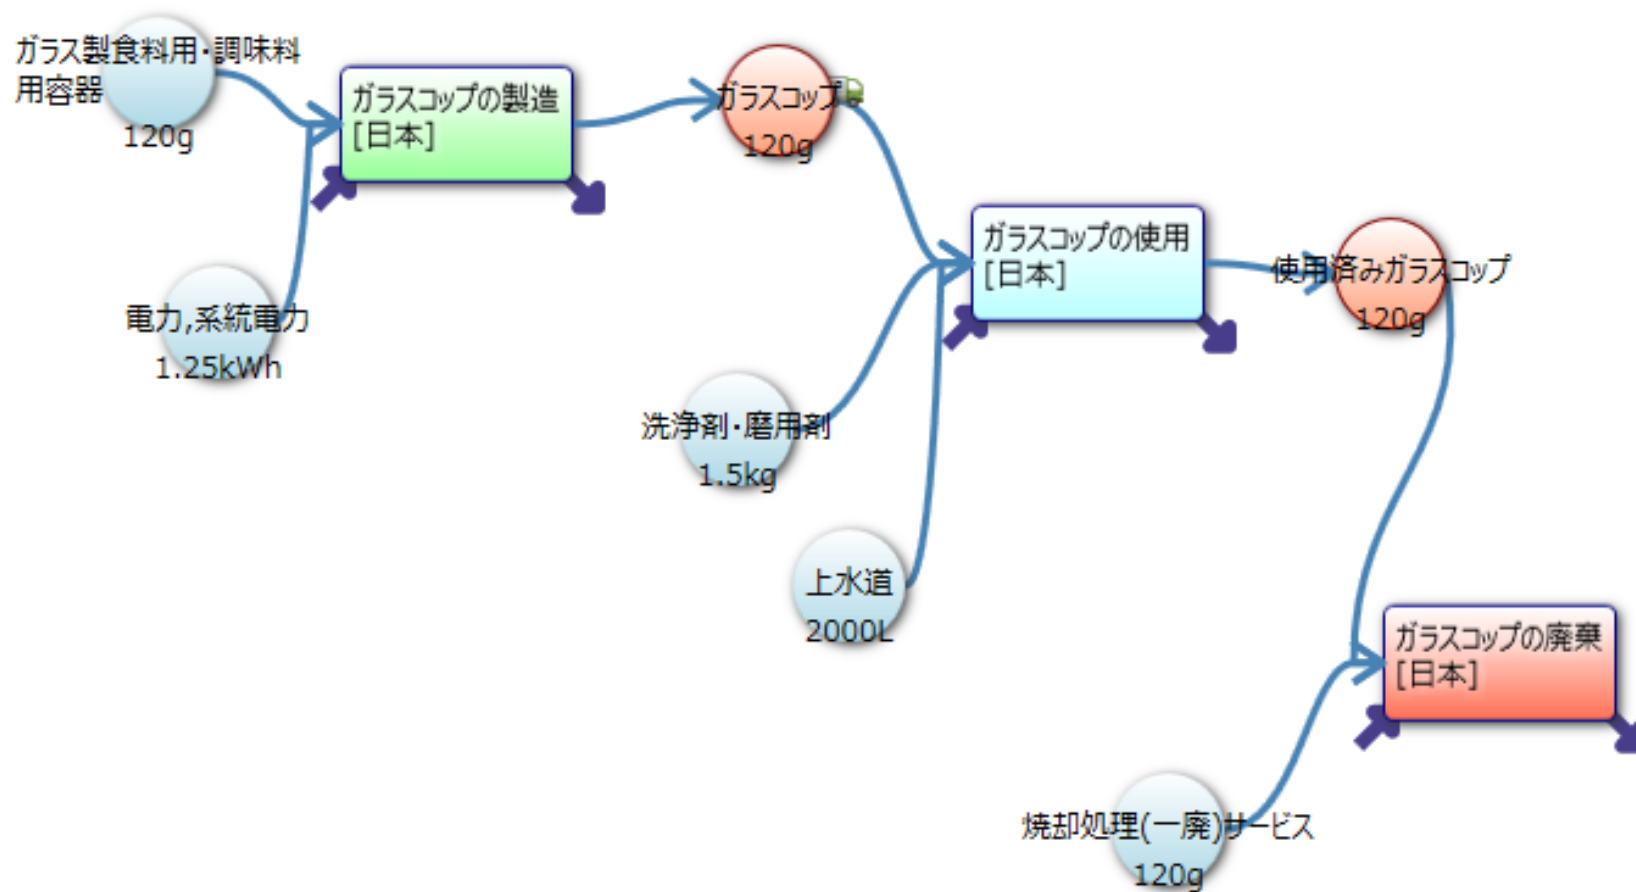 ガラス製食料用・調味料
用容器
120g
ガラスコップの製造
[日本]
ガラスコップ
120g
電力,系統電力
1.25kWh
ガラスコップの使用
[日本]
使用済みガラスコップ
120g
洗浄剤・磨用剤
1.5kg
上水道
2000L
ガラスコップの廃棄
[日本]
焼却処理(一廃)サービス
120g